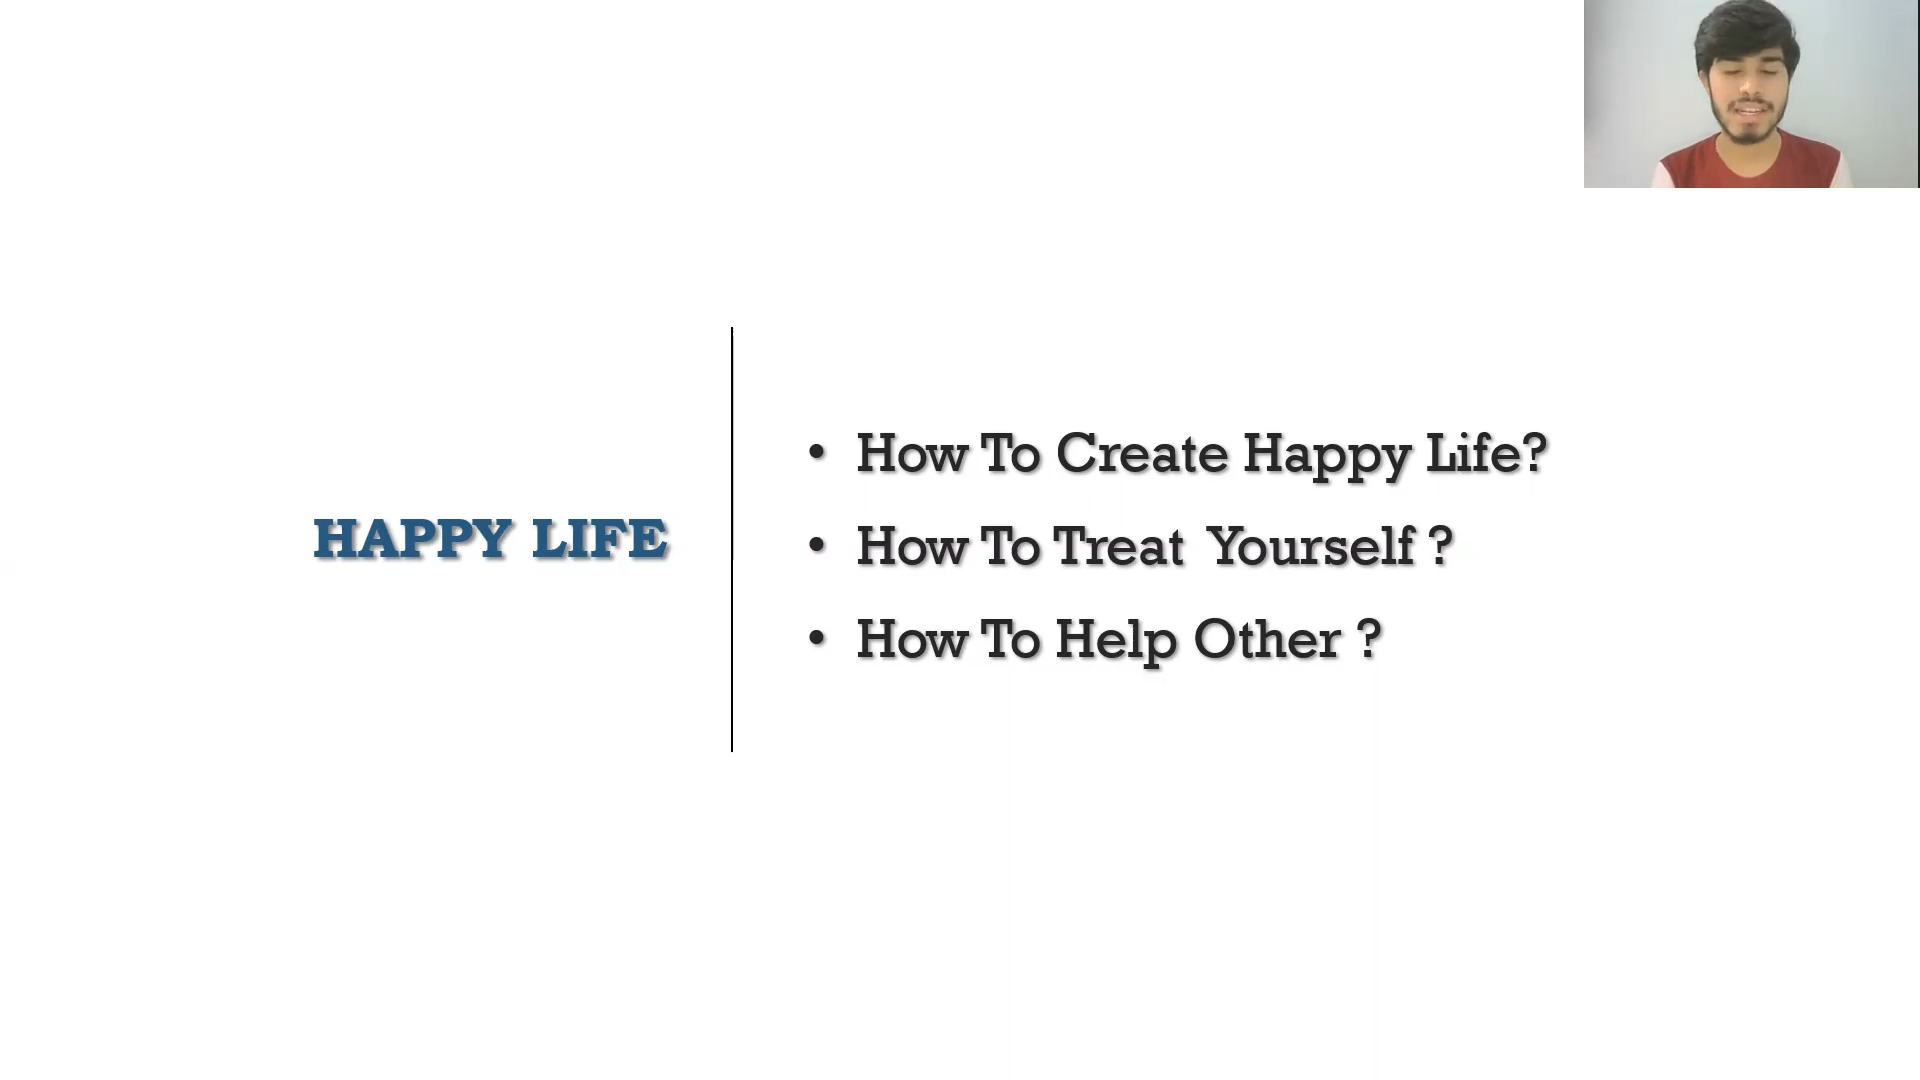 HAPPY LIFE
• How To Create Happy Life?
• How To Treat Yourself ?
• How To Help Other ?